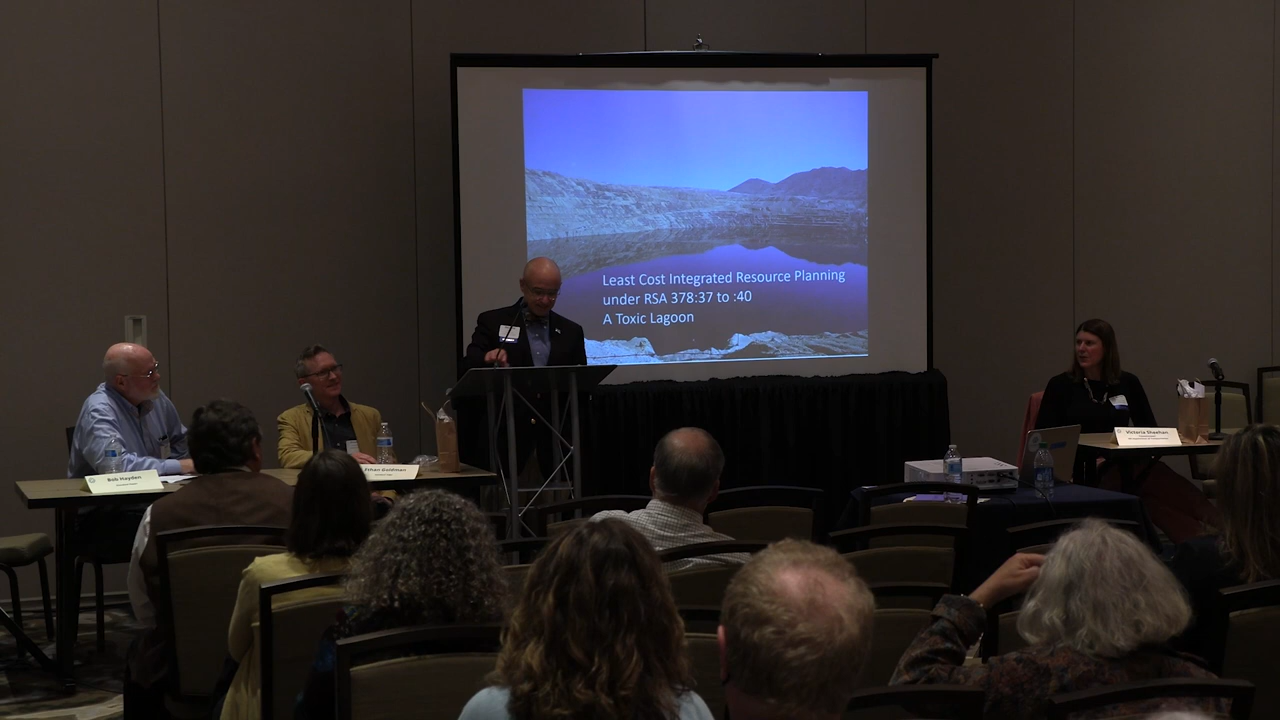 Least Cost Integrated Resource Planning
under RSA 378:37 to :40
A Toxic Lagoon
Bob Hayden
Ethan Goldman
Victoria Sheehan